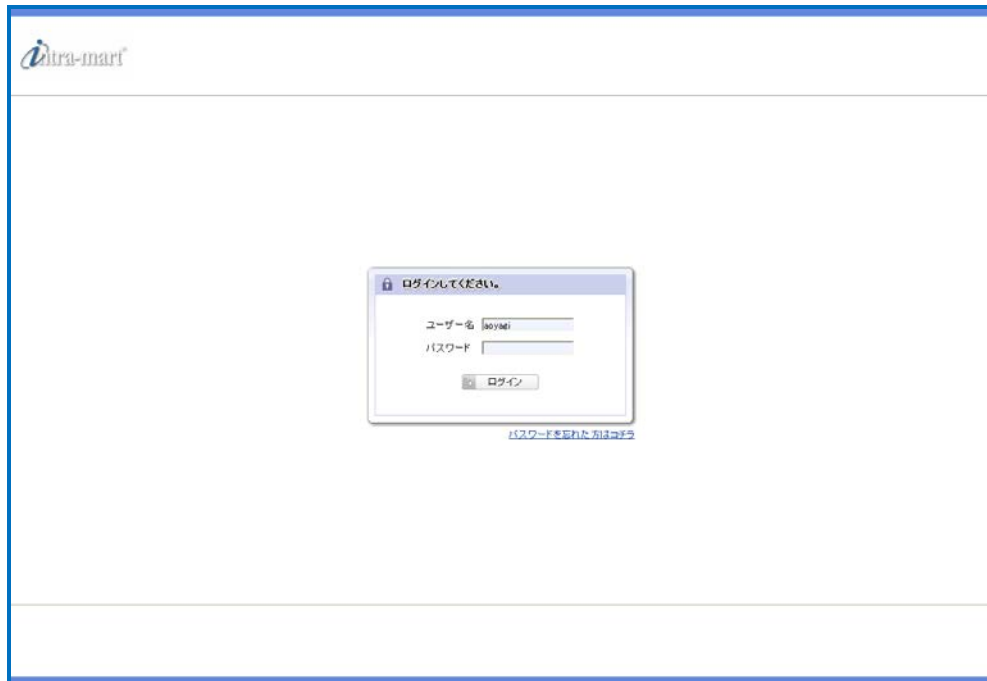 intra-mart
ログインしてください。
ユーザー名 aoyagi
パスワード
ログイン
パスワードを忘れた方はコチラ